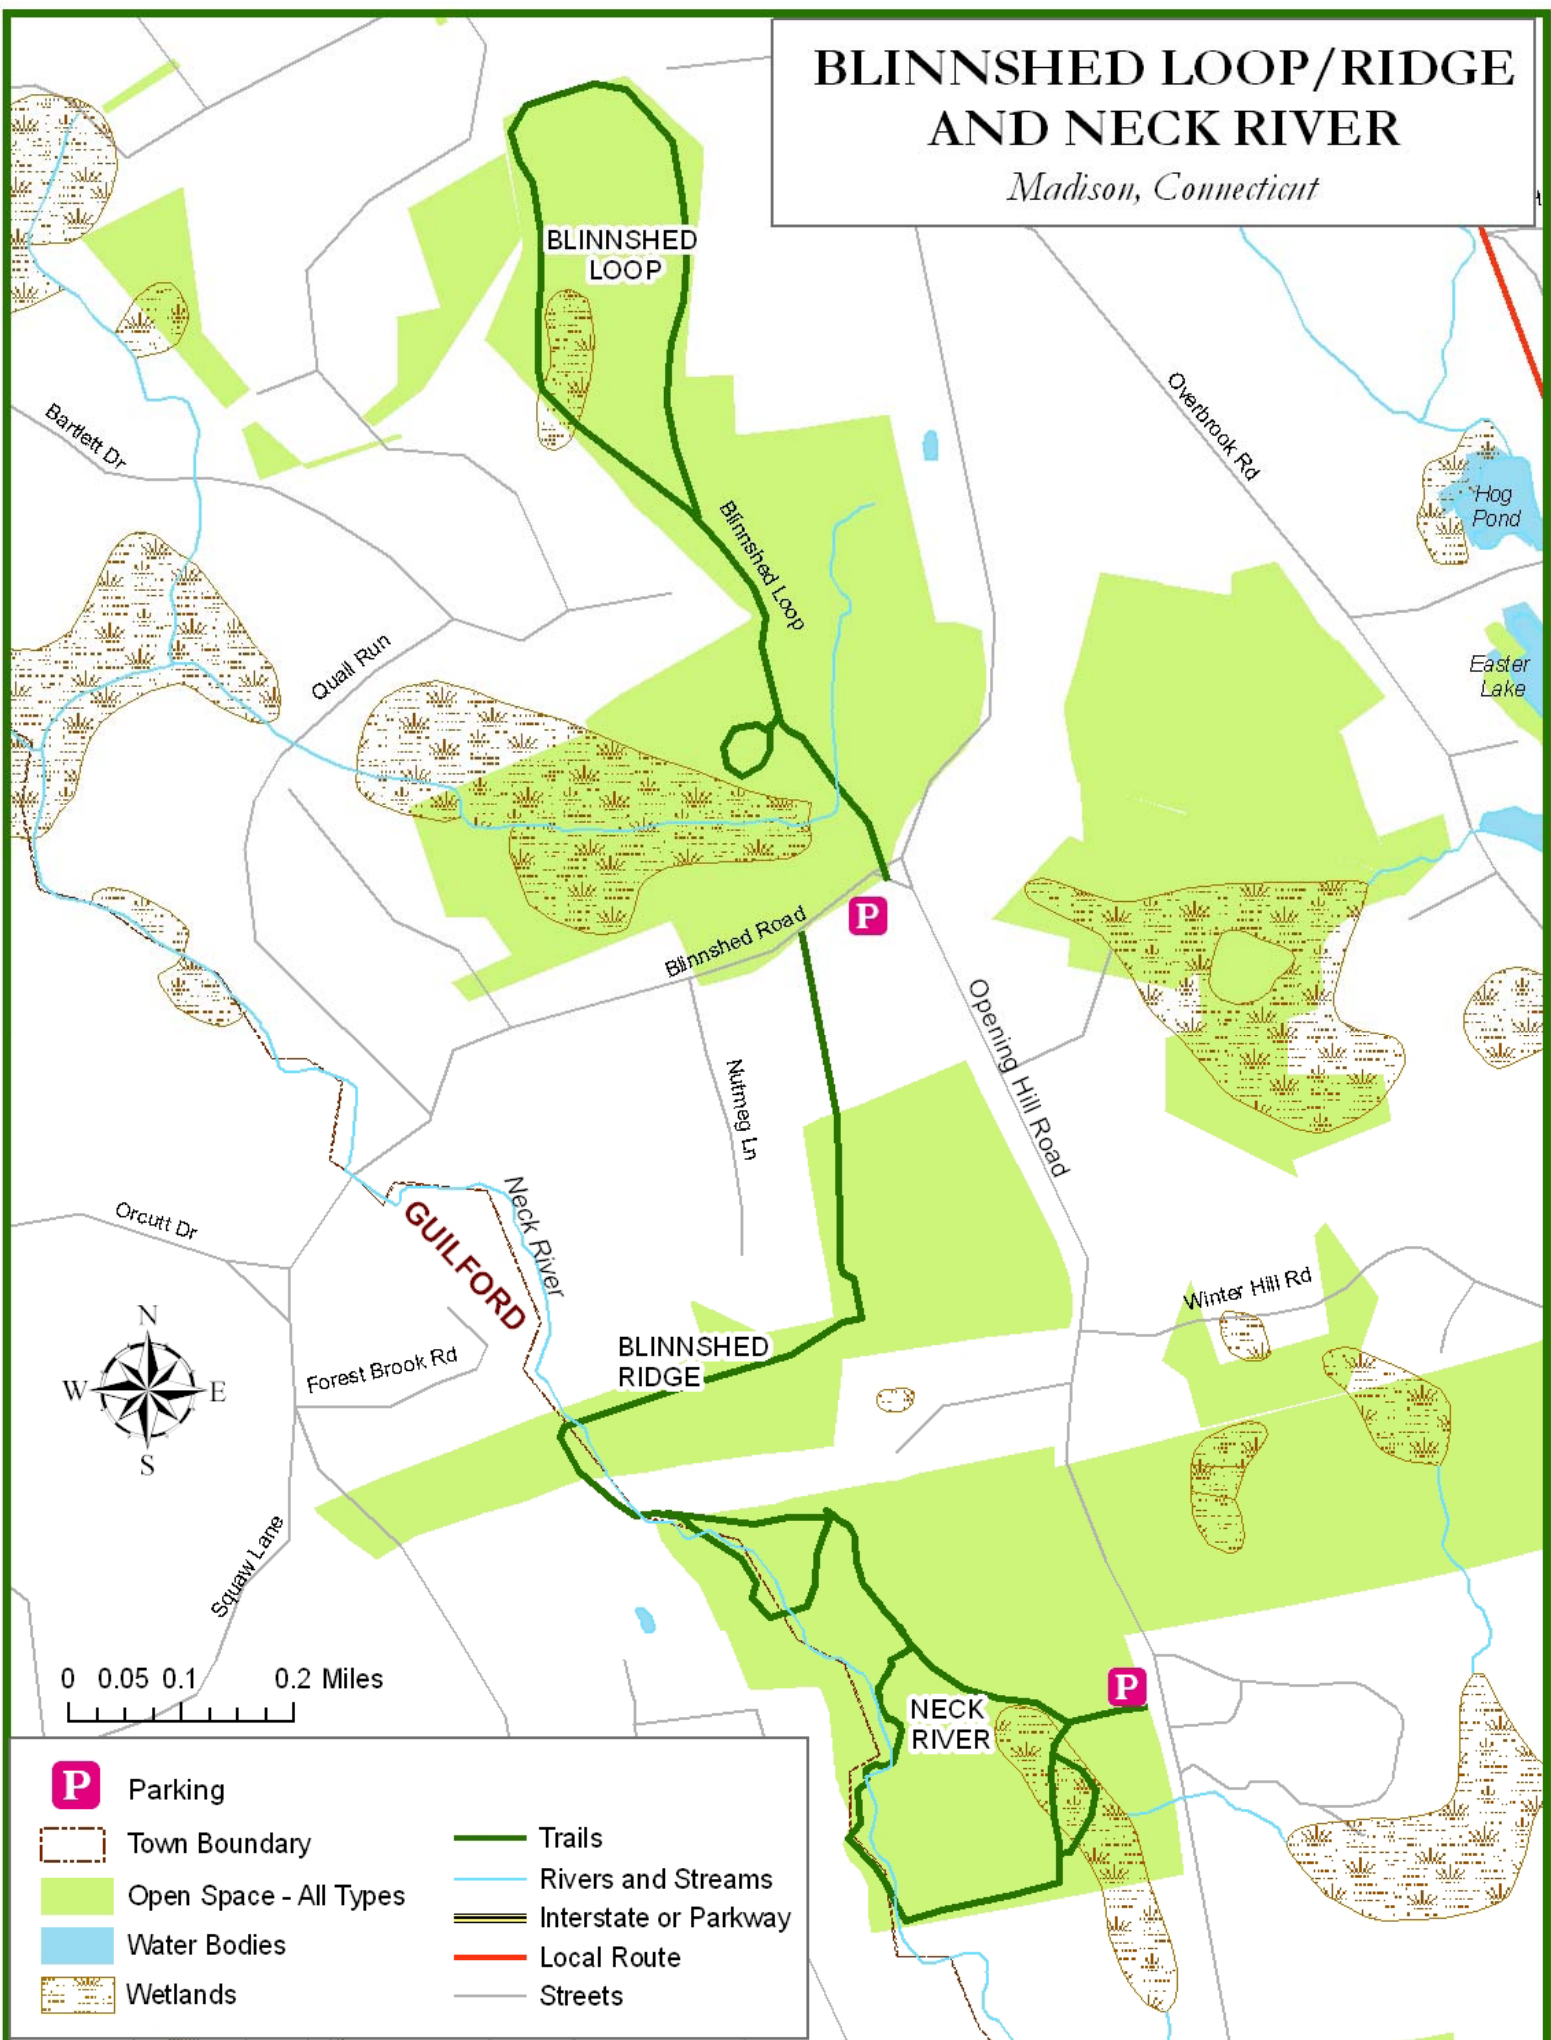 BLINNSHED LOOP/RIDGE
AND NECK RIVER
Madison, Connecticut
BLINNSHED
LOOP
Bartlett Dr
Overbrook Rd
Hog
Pond
Blinnshed Loop
Quail Run
Easter
Lake
P
Blinnshed Road
Opening Hill Road
Nutmeg Ln
Neck River
Orcutt Dr
GUILFORD
Winter Hill Rd
N
W
E
S
Forest Brook Rd
BLINNSHED
RIDGE
Squaw Lane
0 0.05 0.1 0.2 Miles
P
NECK
RIVER
P Parking
Town Boundary
Open Space - All Types
Water Bodies
Wetlands
Trails
Rivers and Streams
Interstate or Parkway
Local Route
Streets